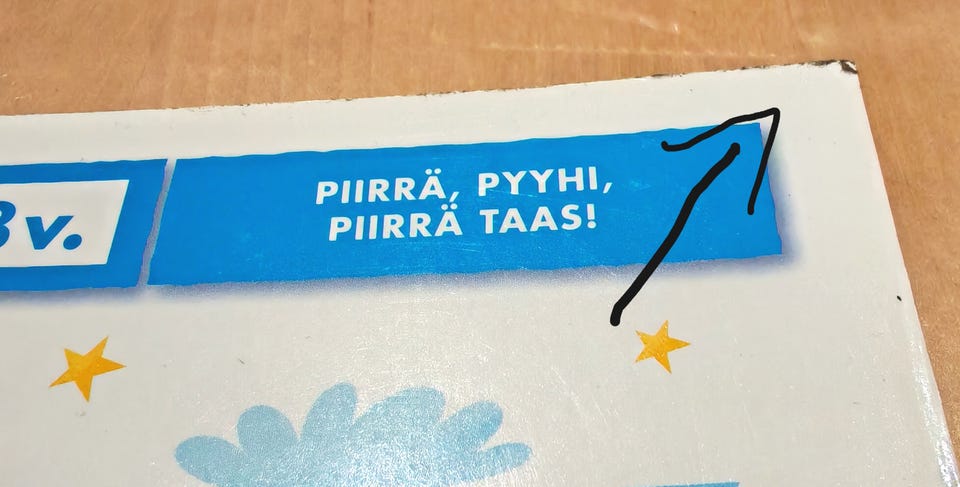 v.
PIIRRÄ, PYYHI,
PIIRRÄ TAAS!